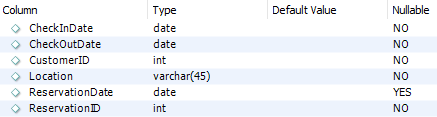 Column Type Default Value Nullable
CheckInDate date NO
CheckOutDate date NO
CustomerID int NO
Location varchar(45) NO
ReservationDate date YES
ReservationID int NO